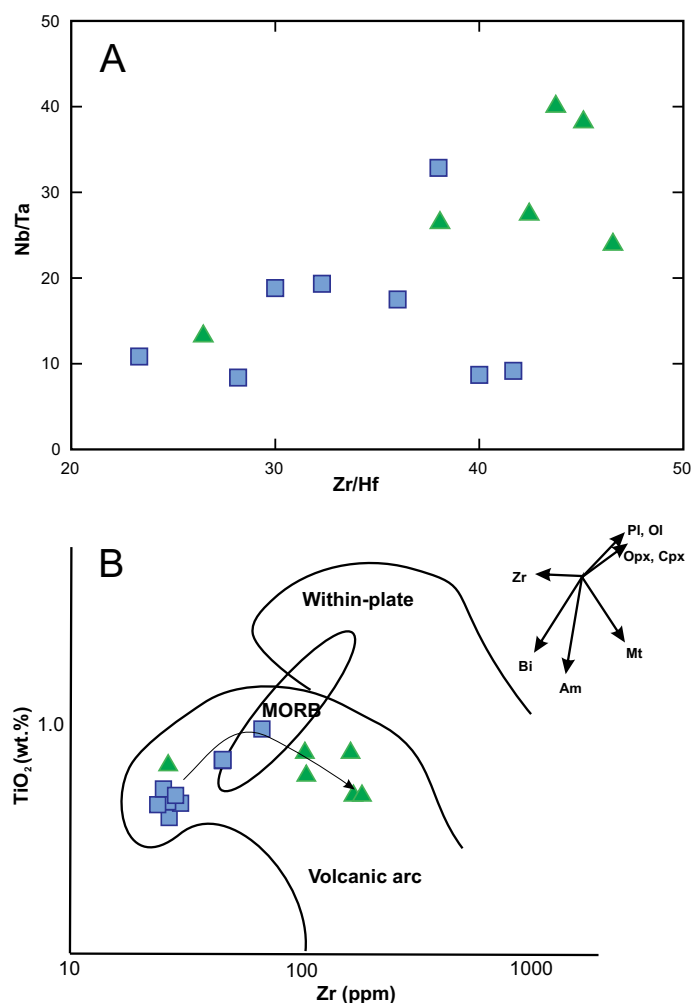 50
A
40
30
Nb/Ta
20
10
0
20
30
40
50
Zr/Hf
B
Pl, Ol
Opx, Cpx
Zr
Within-plate
Mt
Bi
Am
MORB
1.0
TiO2 (wt.%)
Volcanic arc
10
100
1000
Zr (ppm)